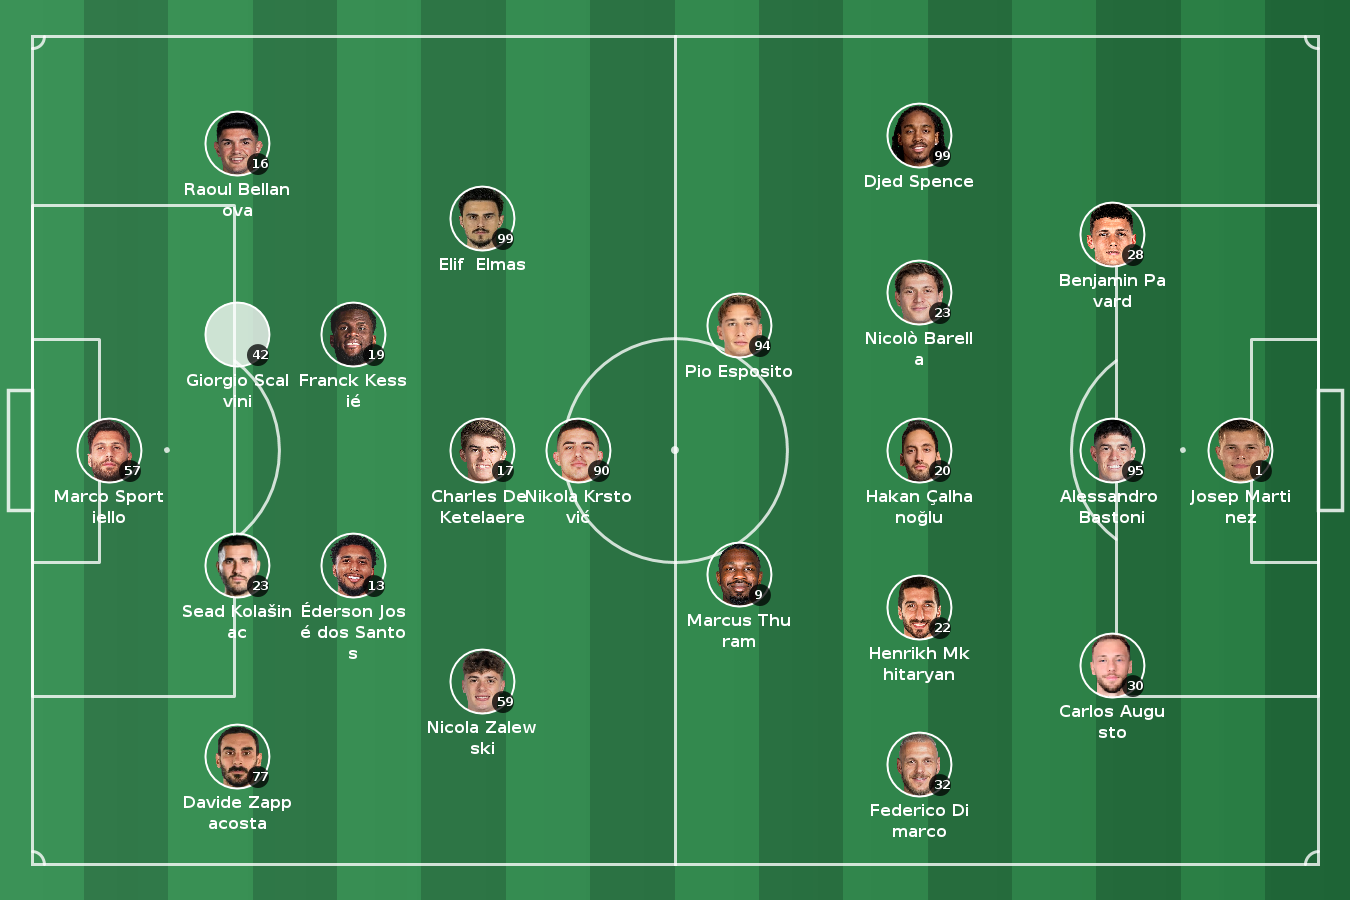 16
Raoul Bellan
ova
42
Giorgio Scal
vini
57
Marco Sport
iello
23
Sead Kolašin
ac
77
Davide Zapp
acosta
19
Franck Kess
ié
13
Éderson Jos
é dos Santo
s
99
Elif  Elmas
17
Charles De
Ketelaere
59
Nicola Zalew
ski
90
Nikola Krsto
vić
94
Pio Esposito
9
Marcus Thu
ram
99
Djed Spence
23
Nicolò Barell
a
20
Hakan Çalha
noğlu
22
Henrikh Mk
hitaryan
32
Federico Di
marco
28
Benjamin Pa
vard
95
Alessandro
Bastoni
30
Carlos Augu
sto
1
Josep Marti
nez